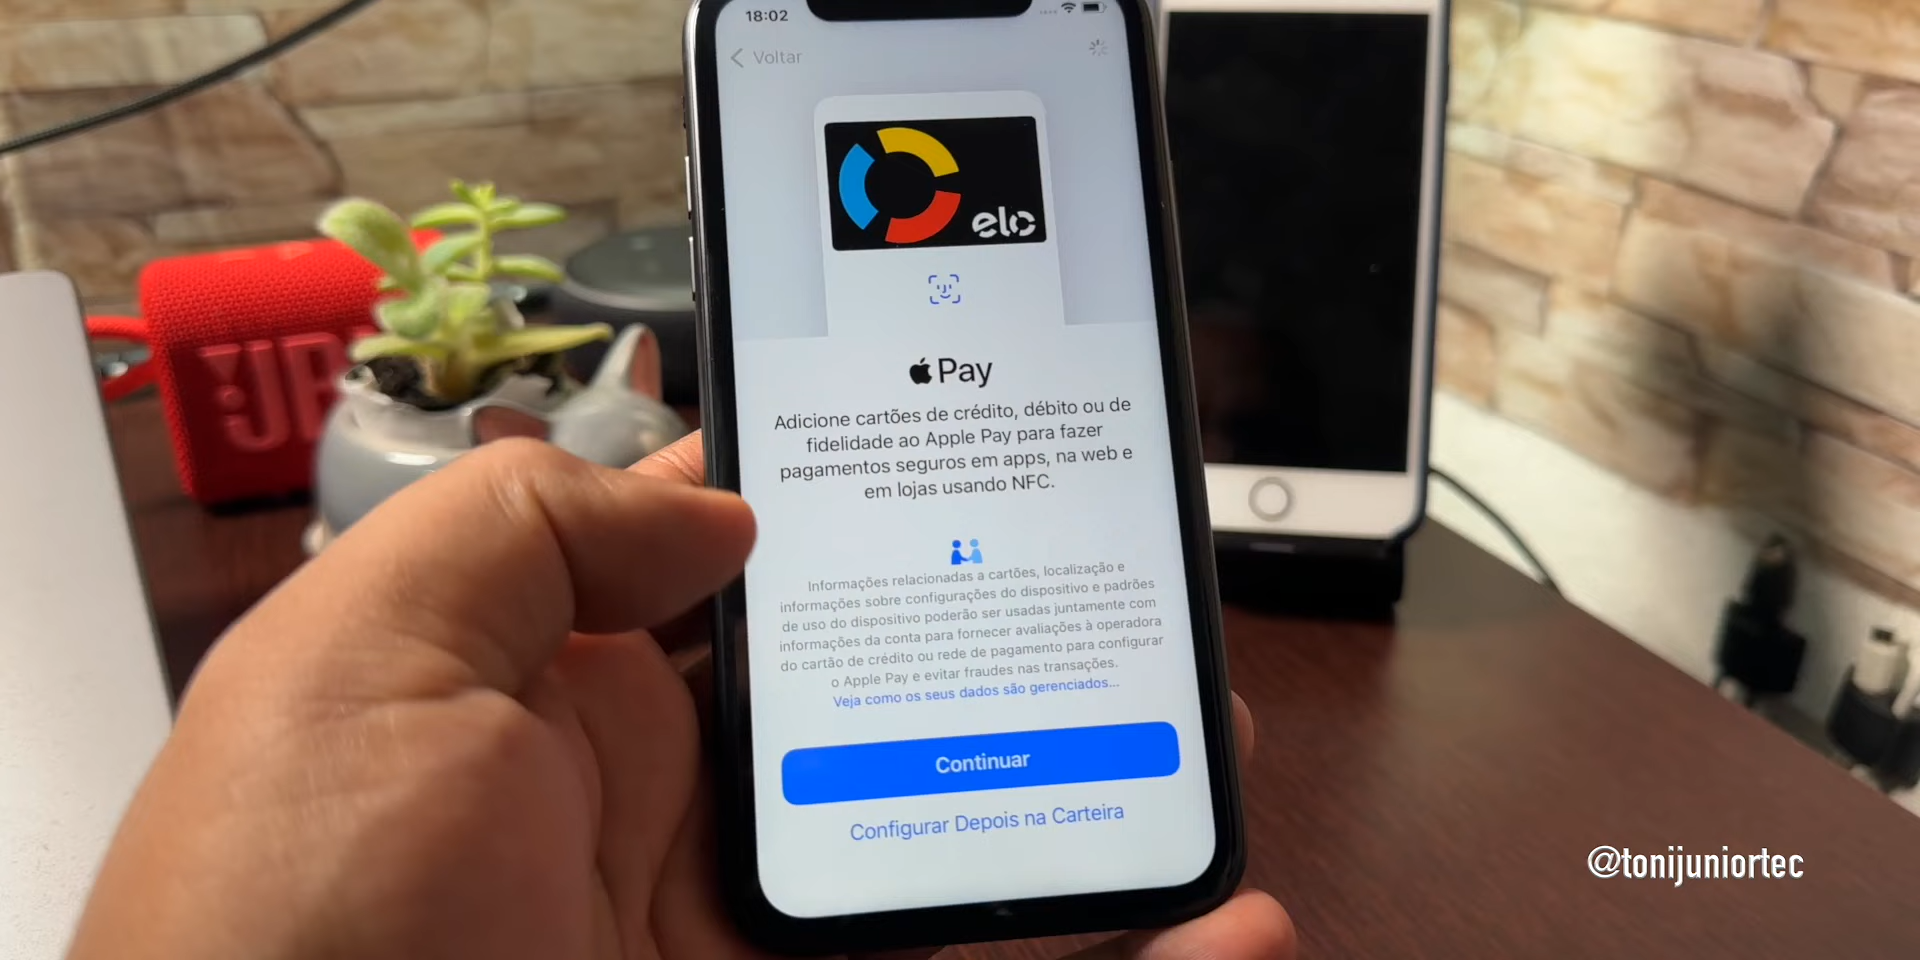 18:02
Voltar
elo
Pay
Adicione cartões de crédito, débito ou de
fidelidade ao Apple Pay para fazer
pagamentos seguros em apps, na web e
em lojas usando NFC.
Informações relacionadas a cartões, localização e
informações sobre configurações do dispositivo e padrões
de uso do dispositivo poderão ser usadas juntamente com
informações da conta para fornecer avaliações à operadora
do cartão de crédito ou rede de pagamento para configurar
o Apple Pay e evitar fraudes nas transações.
Veja como os seus dados são gerenciados...
Continuar
Configurar Depois na Carteira
JB
@tonijuniortec